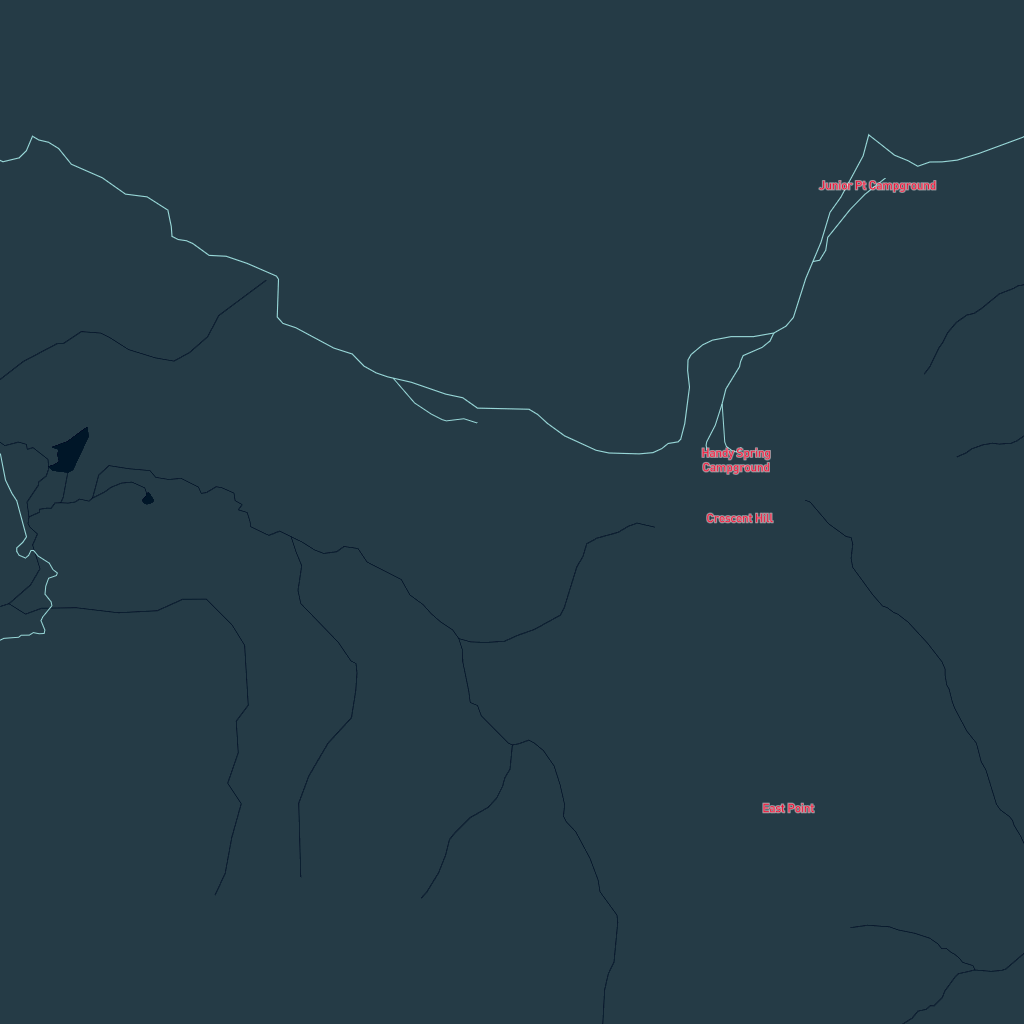 Junior Pt Campground
Handy Spring
Campground
Crescent Hill
East Point